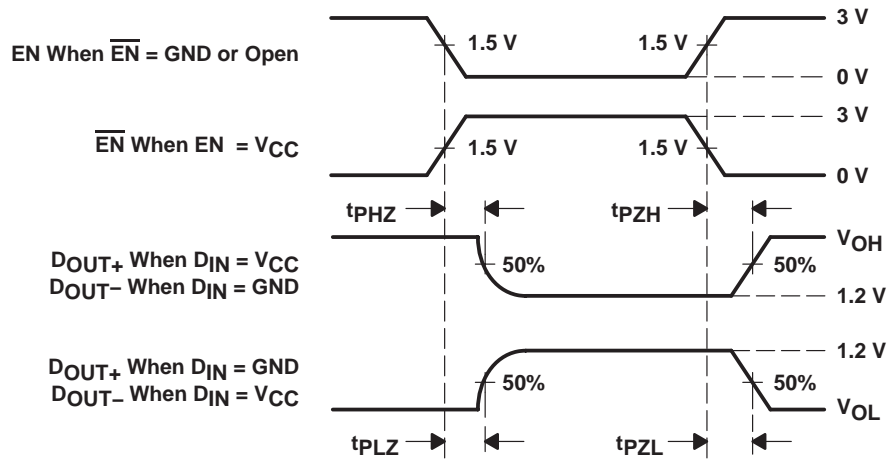 3 V
EN When E̅N̅ = GND or Open
1.5 V
1.5 V
0 V
3 V
E̅N̅ When EN = VCC
1.5 V
1.5 V
0 V
tPHZ
tPZH
VOH
DOUT+ When DIN = VCC
DOUT− When DIN = GND
50%
50%
1.2 V
1.2 V
DOUT+ When DIN = GND
DOUT− When DIN = VCC
50%
50%
VOL
tPLZ
tPZL